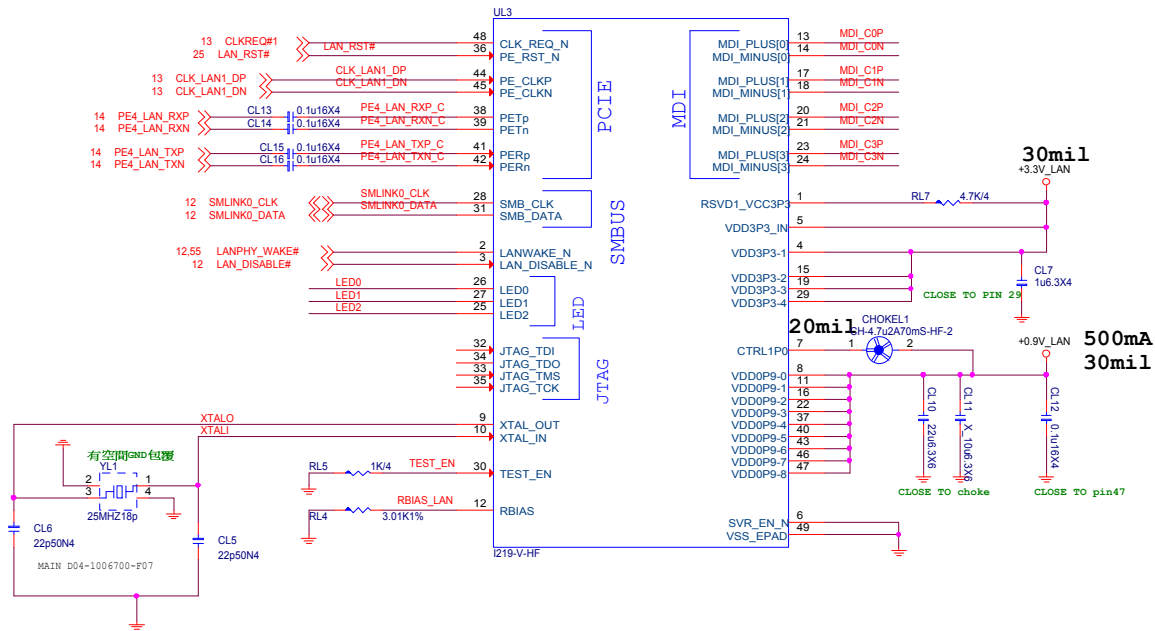 UL3
13 CLKREQ#1 48 CLK_REQ_N
25 LAN_RST# LAN_RST# 36 PE_RST_N
13 CLK_LAN1_DP CLK_LAN1_DP 44 PE_CLKP
13 CLK_LAN1_DN CLK_LAN1_DN 45 PE_CLKN
14 PE4_LAN_RXP CL13 0.1u16X4 PE4_LAN_RXP_C 38 PETp
14 PE4_LAN_RXN CL14 0.1u16X4 PE4_LAN_RXN_C 39 PETn
14 PE4_LAN_TXP CL15 0.1u16X4 PE4_LAN_TXP_C 41 PERp
14 PE4_LAN_TXN CL16 0.1u16X4 PE4_LAN_TXN_C 42 PERn
PCIE
12 SMLINK0_CLK SMLINK0_CLK 28 SMB_CLK
12 SMLINK0_DATA SMLINK0_DATA 31 SMB_DATA
SMBUS
12,55 LANPHY_WAKE# 2 LANWAKE_N
12 LAN_DISABLE# 3 LAN_DISABLE_N
LED0 26 LED0
LED1 27 LED1
LED2 25 LED2
LED
32 JTAG_TDI
34 JTAG_TDO
33 JTAG_TMS
35 JTAG_TCK
JTAG
XTALO 9 XTAL_OUT
XTALI 10 XTAL_IN
有空間GND包覆
YL1
2 1
3 4
25MHZ18p
CL6
22p50N4
CL5
22p50N4
MAIN D04-1006700-F07
RL5 1K/4 TEST_EN 30 TEST_EN
RL4 3.01K1% RBIAS_LAN 12 RBIAS
I219-V-HF
MDI
MDI_PLUS[0] 13 MDI_C0P
MDI_MINUS[0] 14 MDI_C0N
MDI_PLUS[1] 17 MDI_C1P
MDI_MINUS[1] 18 MDI_C1N
MDI_PLUS[2] 20 MDI_C2P
MDI_MINUS[2] 21 MDI_C2N
MDI_PLUS[3] 23 MDI_C3P
MDI_MINUS[3] 24 MDI_C3N
30mil
+3.3V_LAN
RSVD1_VCC3P3 1 RL7 4.7K/4
VDD3P3_IN 5
VDD3P3-1 4
VDD3P3-2 15
VDD3P3-3 19
VDD3P3-4 29
CL7
1u6.3X4
CLOSE TO PIN 29
20mil
CHOKEL1
CH-4.7u2A70mS-HF-2
CTRL1P0 7 1 2
+0.9V_LAN
500mA
30mil
VDD0P9-0 8
VDD0P9-1 11
VDD0P9-2 16
VDD0P9-3 22
VDD0P9-4 37
VDD0P9-5 40
VDD0P9-6 43
VDD0P9-7 46
VDD0P9-8 47
CL10 22u6.3X6
CL11 X_10u6.3X6
CL12 0.1u16X4
CLOSE TO choke
CLOSE TO pin47
SVR_EN_N 6
VSS_EPAD 49